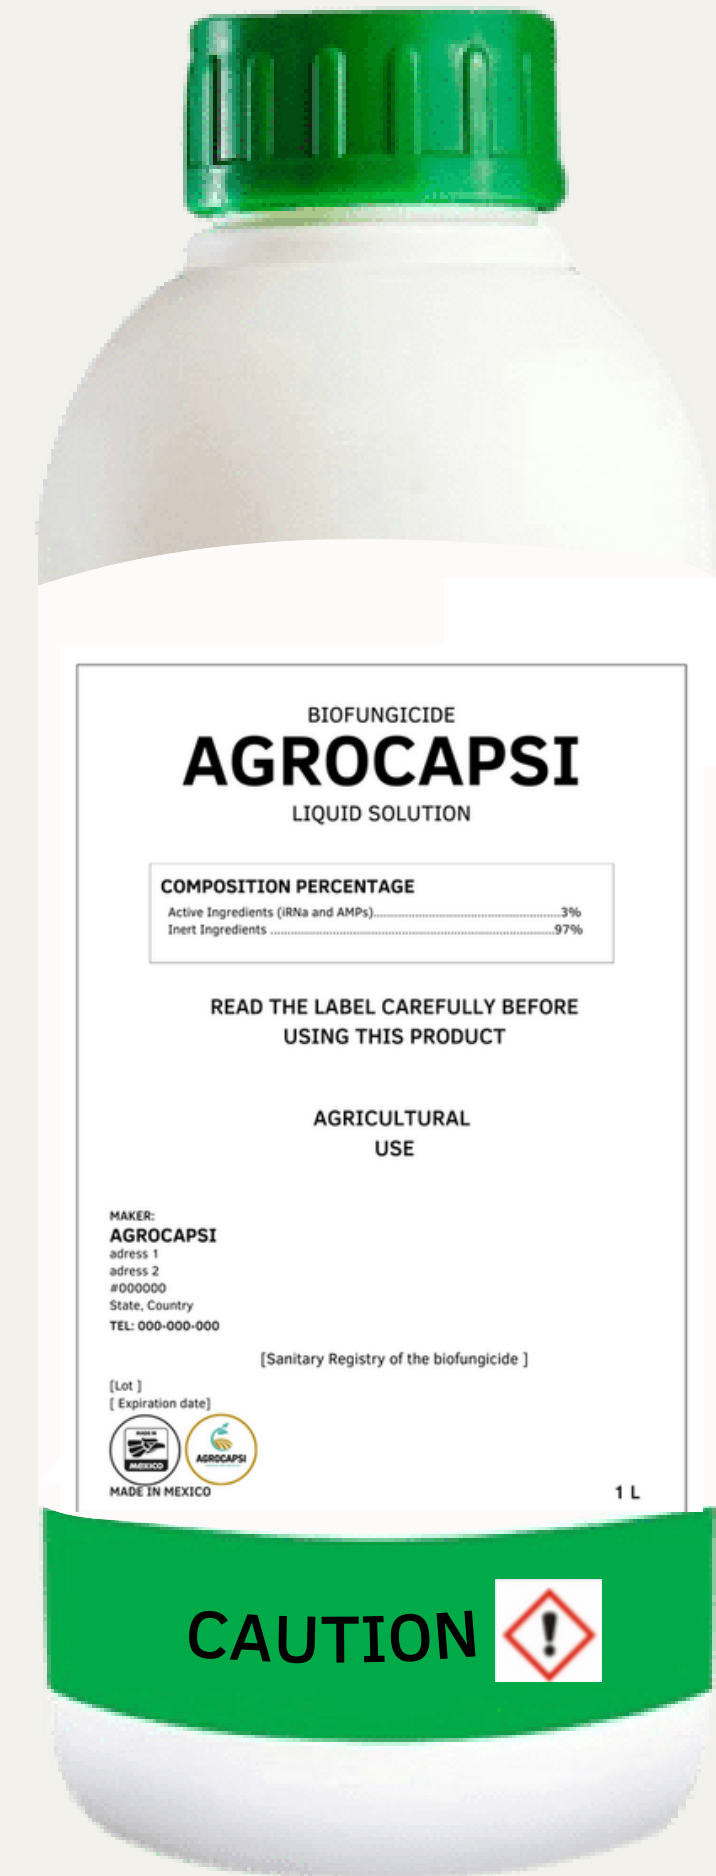 BIOFUNGICIDE
AGROCAPSI
LIQUID SOLUTION
COMPOSITION PERCENTAGE
Active Ingredients (iRNa and AMPs)..........................................................3%
Inert Ingredients ........................................................................................97%
READ THE LABEL CAREFULLY BEFORE
USING THIS PRODUCT
AGRICULTURAL
USE
MAKER:
AGROCAPSI
adress 1
adress 2
#000000
State, Country
TEL: 000-000-000
[Sanitary Registry of the biofungicide ]
[Lot ]
[ Expiration date]
MADE IN
MEXICO
AGROCAPSI
MADE IN MEXICO
1 L
CAUTION